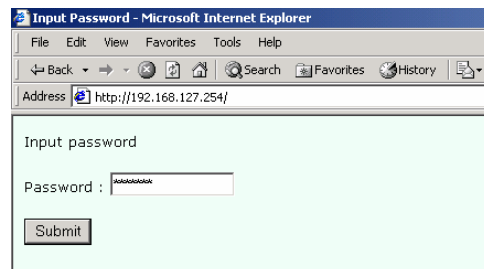 Input Password - Microsoft Internet Explorer
File Edit View Favorites Tools Help
Back Search Favorites History
Address http://192.168.127.254/
Input password
Password : *******
Submit